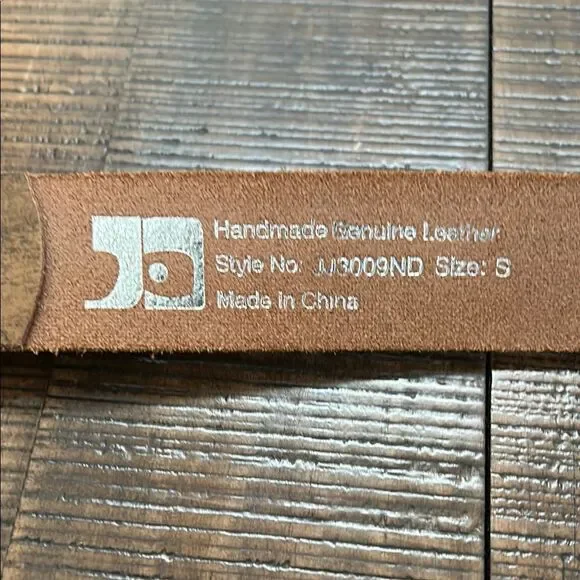 Handmade Genuine Leather
Style No: JJ3009ND Size: S
Made in China